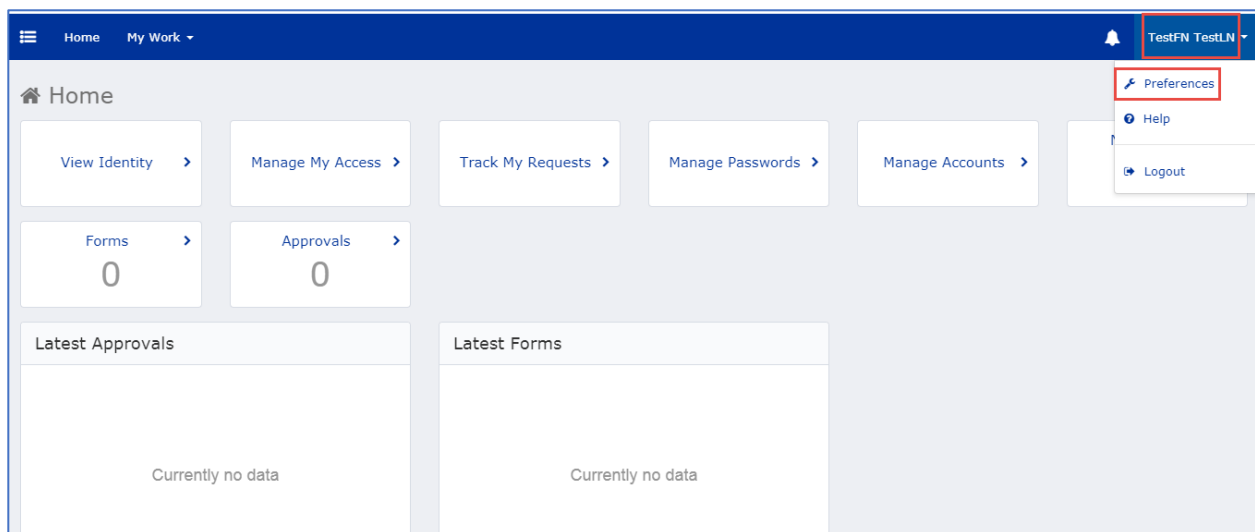 Home My Work TestFN TestLN
Preferences
Help
Logout
Home
View Identity Manage My Access Track My Requests Manage Passwords Manage Accounts
Forms Approvals
0 0
Latest Approvals Latest Forms
Currently no data Currently no data